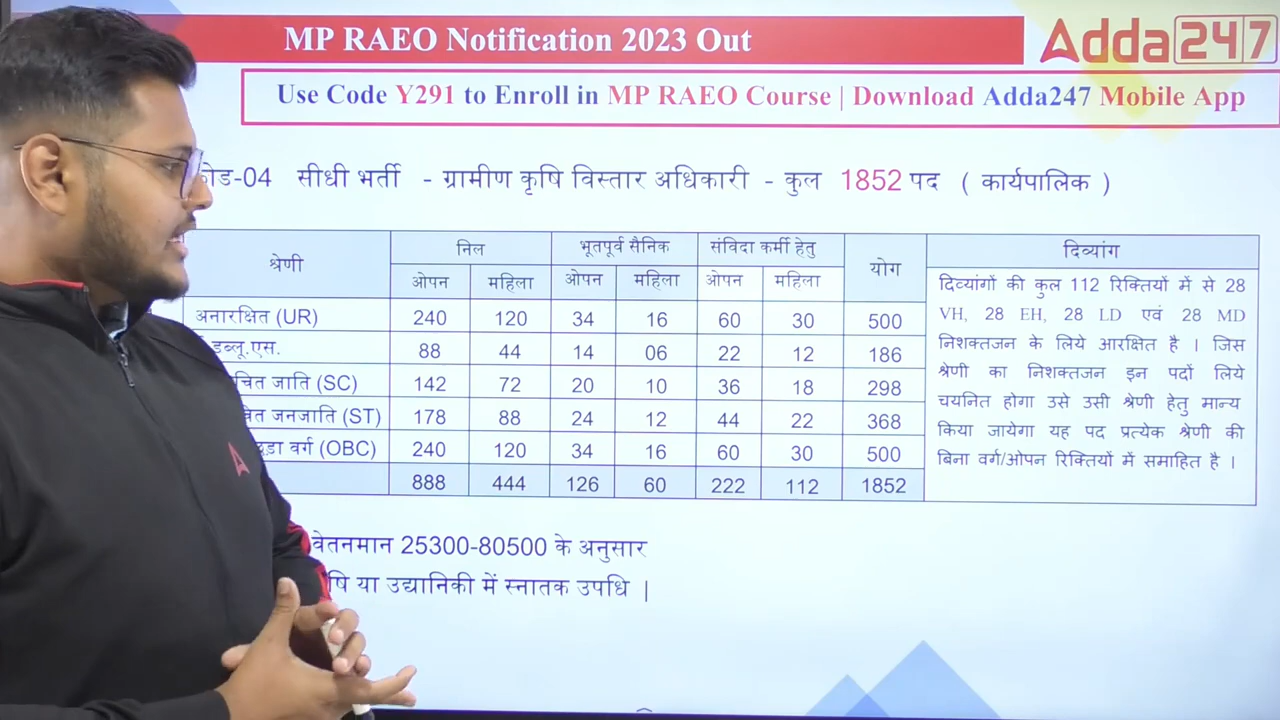 MP RAEO Notification 2023 Out
Adda247
Use Code Y291 to Enroll in MP RAEO Course | Download Adda247 Mobile App
-04 सीधी भर्ती - ग्रामीण कृषि विस्तार अधिकारी - कुल 1852 पद ( कार्यपालिक )
श्रेणी निल भूतपूर्व सैनिक संविदा कर्मी हेतु योग दिव्यांग
ओपन महिला ओपन महिला ओपन महिला
अनारक्षित (UR) 240 120 34 16 60 30 500
डब्लू.एस. 88 44 14 06 22 12 186
जाति (SC) 142 72 20 10 36 18 298
जनजाति (ST) 178 88 24 12 44 22 368
वर्ग (OBC) 240 120 34 16 60 30 500
888 444 126 60 222 112 1852
दिव्यांगों की कुल 112 रिक्तियों में से 28
VH, 28 EH, 28 LD एवं 28 MD
निशक्तजन के लिये आरक्षित है । जिस
श्रेणी का निशक्तजन इन पदों लिये
चयनित होगा उसे उसी श्रेणी हेतु मान्य
किया जायेगा यह पद प्रत्येक श्रेणी की
बिना वर्ग/ओपन रिक्तियों में समाहित है ।
वेतनमान 25300-80500 के अनुसार
या उद्यानिकी में स्नातक उपधि |